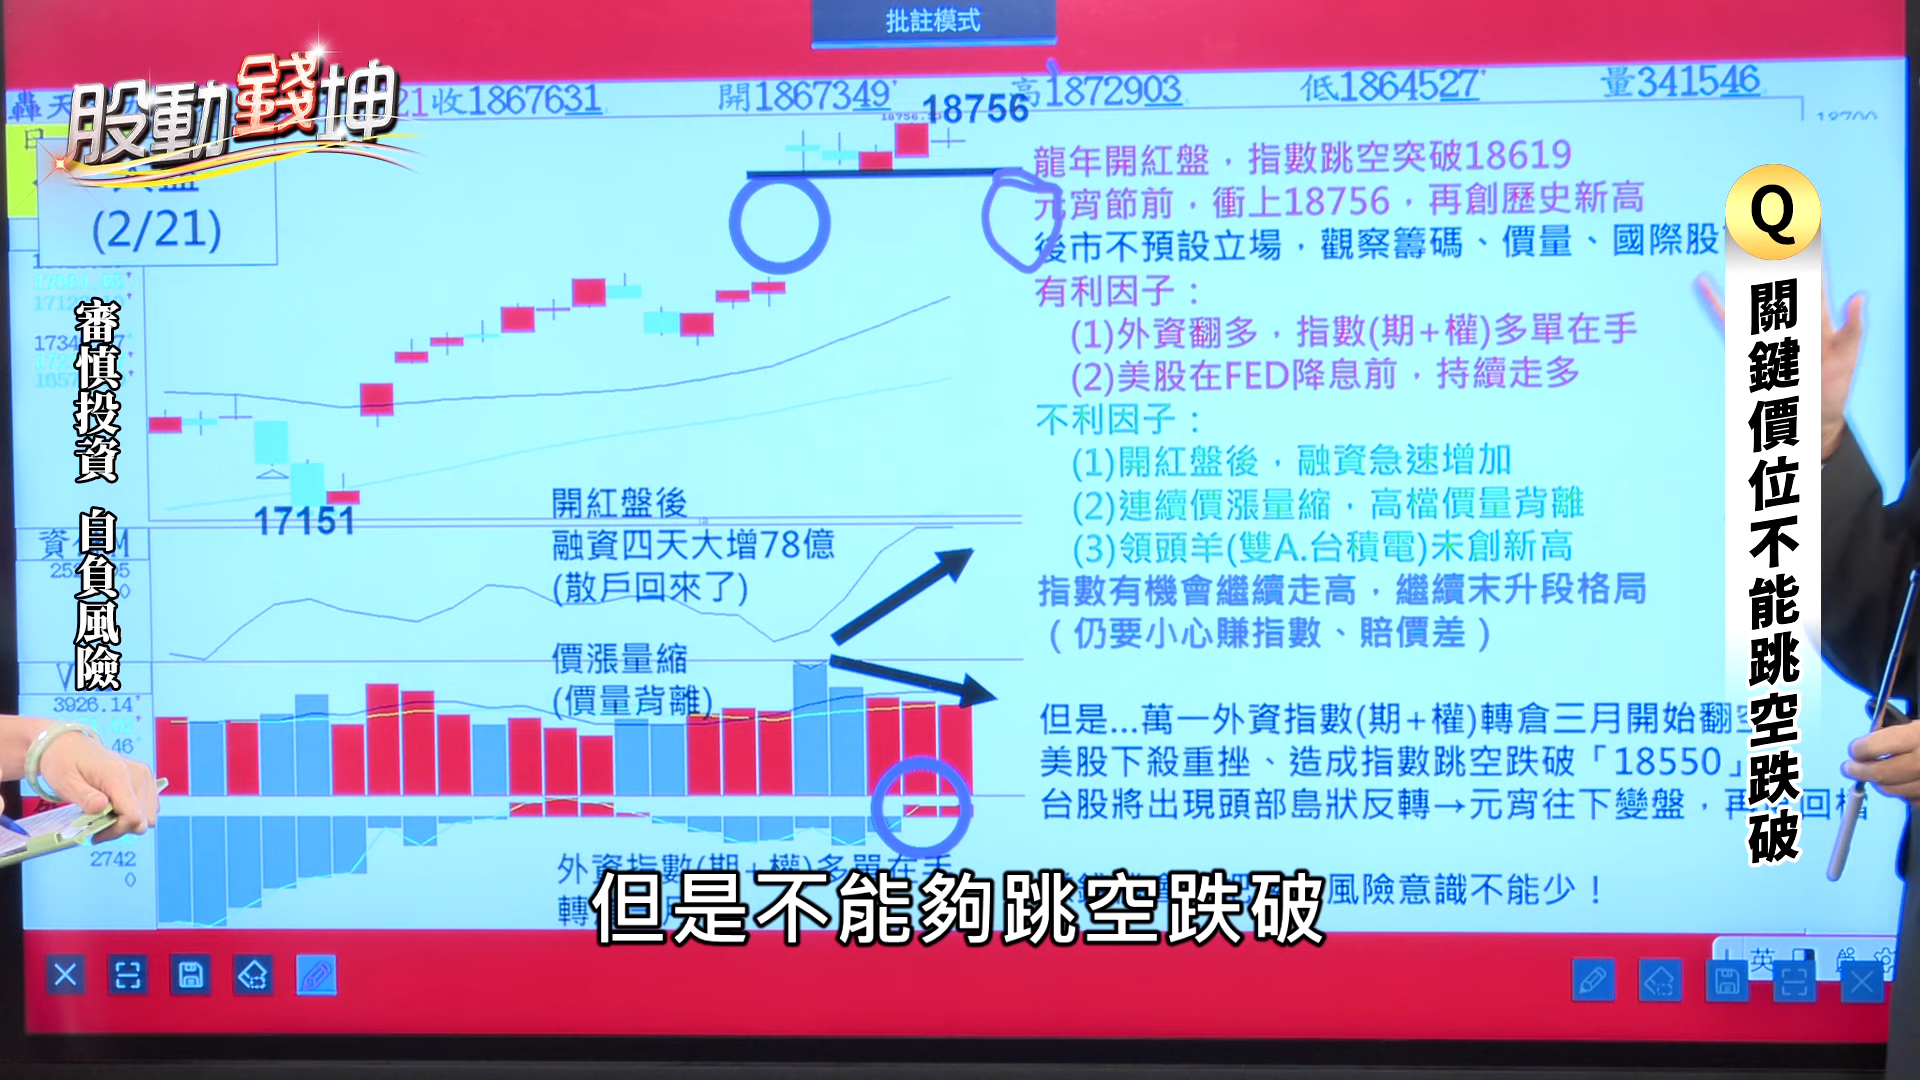 批註模式
股動錢坤
收1867631 開1867349 高1872903 低1864527 量341546
18756
(2/21)
17151
龍年開紅盤，指數跳空突破18619
元宵節前，衝上18756，再創歷史新高
後市不預設立場，觀察籌碼、價量、國際股
有利因子：
(1)外資翻多，指數(期+權)多單在手
(2)美股在FED降息前，持續走多
不利因子：
(1)開紅盤後，融資急速增加
(2)連續價漲量縮，高檔價量背離
(3)領頭羊(雙A.台積電)未創新高
指數有機會繼續走高，繼續末升段格局
（仍要小心賺指數、賠價差）
但是...萬一外資指數(期+權)轉倉三月開始翻
美股下殺重挫、造成指數跳空跌破「18550」
台股將出現頭部島狀反轉→元宵往下變盤，
風險意識不能少！
開紅盤後
融資四天大增78億
(散戶回來了)
價漲量縮
(價量背離)
外資指數(期+權)多單在手
3926.14
2742
0
審慎投資 自負風險
Q
關鍵價位不能跳空跌破
但是不能夠跳空跌破
英